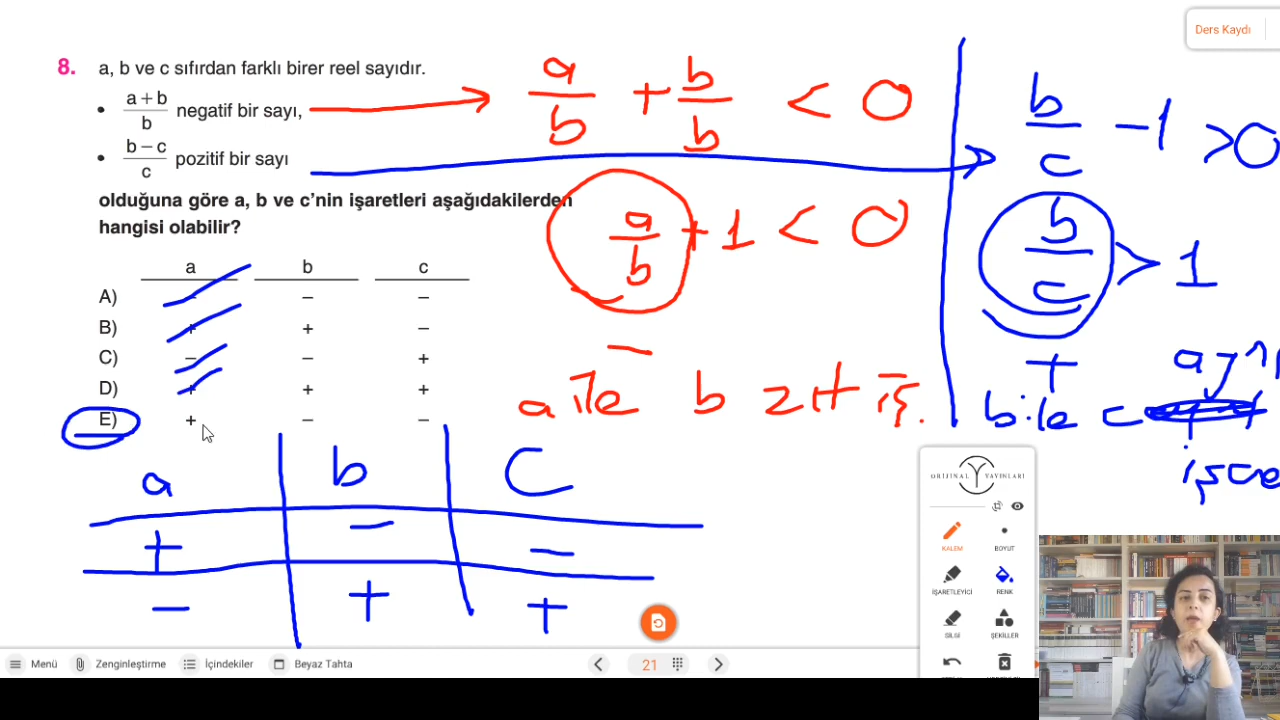 Ders Kaydı
8. a, b ve c sıfırdan farklı birer reel sayıdır.
• a + b / b negatif bir sayı,
• b – c / c pozitif bir sayı
olduğuna göre a, b ve c'nin işaretleri aşağıdakilerden
hangisi olabilir?
a b c
A) – – –
B) + + –
C) – – +
D) + + +
E) + – –
a/b + b/b < 0
a/b + 1 < 0
–
a ile b zıt iş.
b/c – 1 > 0
b/c > 1
+
b ile c
a b c
+ – –
– + +
ORİJİNAL YAYINLARI
KALEM BOYUT
İŞARETLEYİCİ RENK
SİLGİ ŞEKİLLER
Menü Zenginleştirme İçindekiler Beyaz Tahta
21